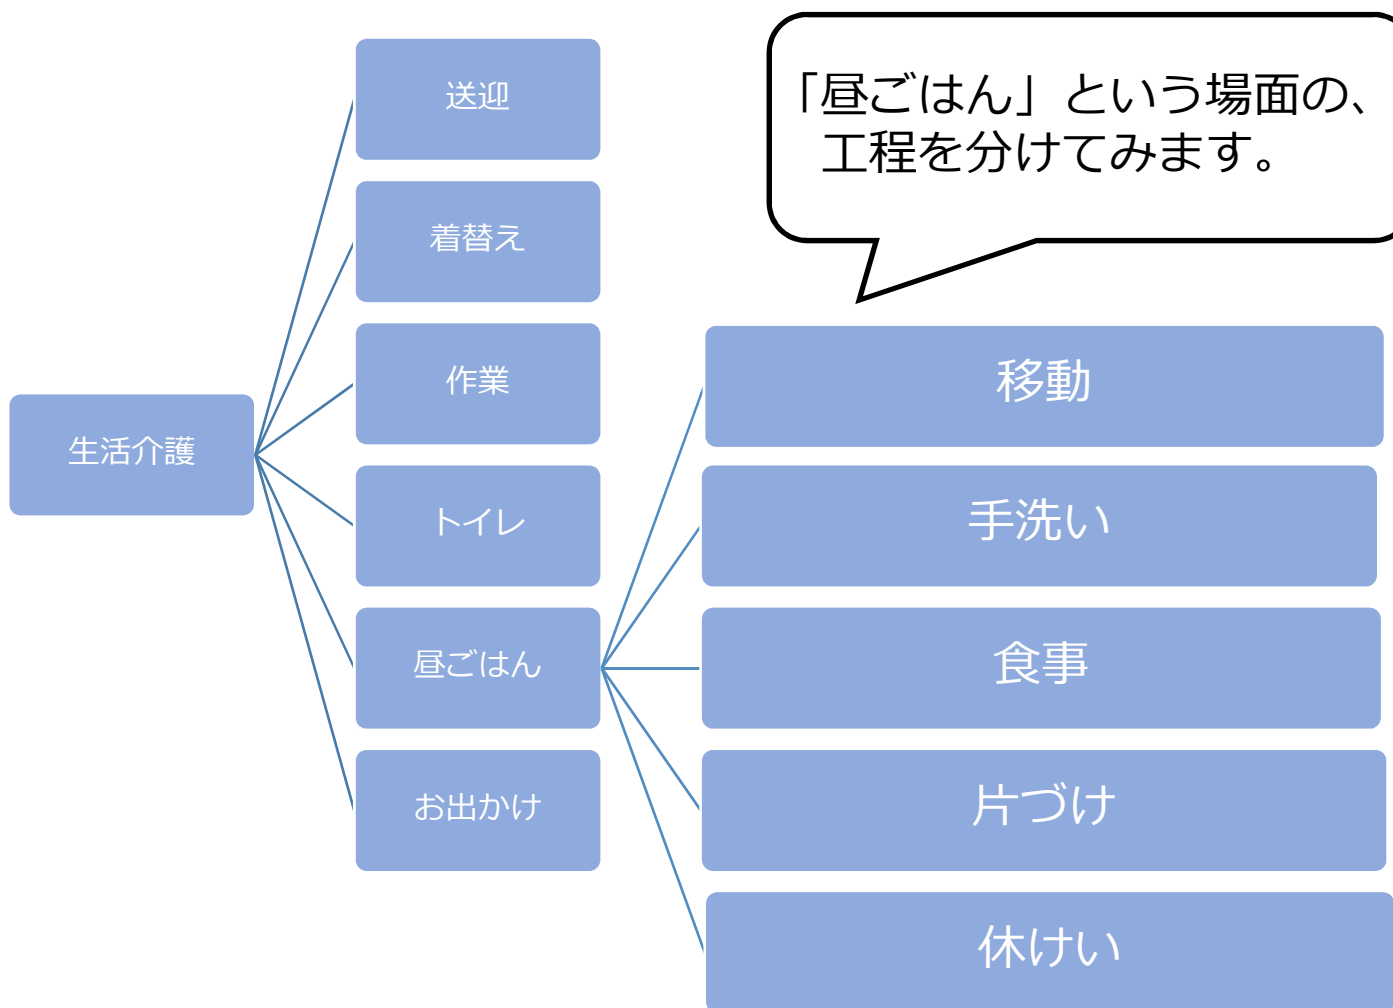 「昼ごはん」という場面の、
工程を分けてみます。
生活介護
送迎
着替え
作業
トイレ
昼ごはん
お出かけ
移動
手洗い
食事
片づけ
休けい